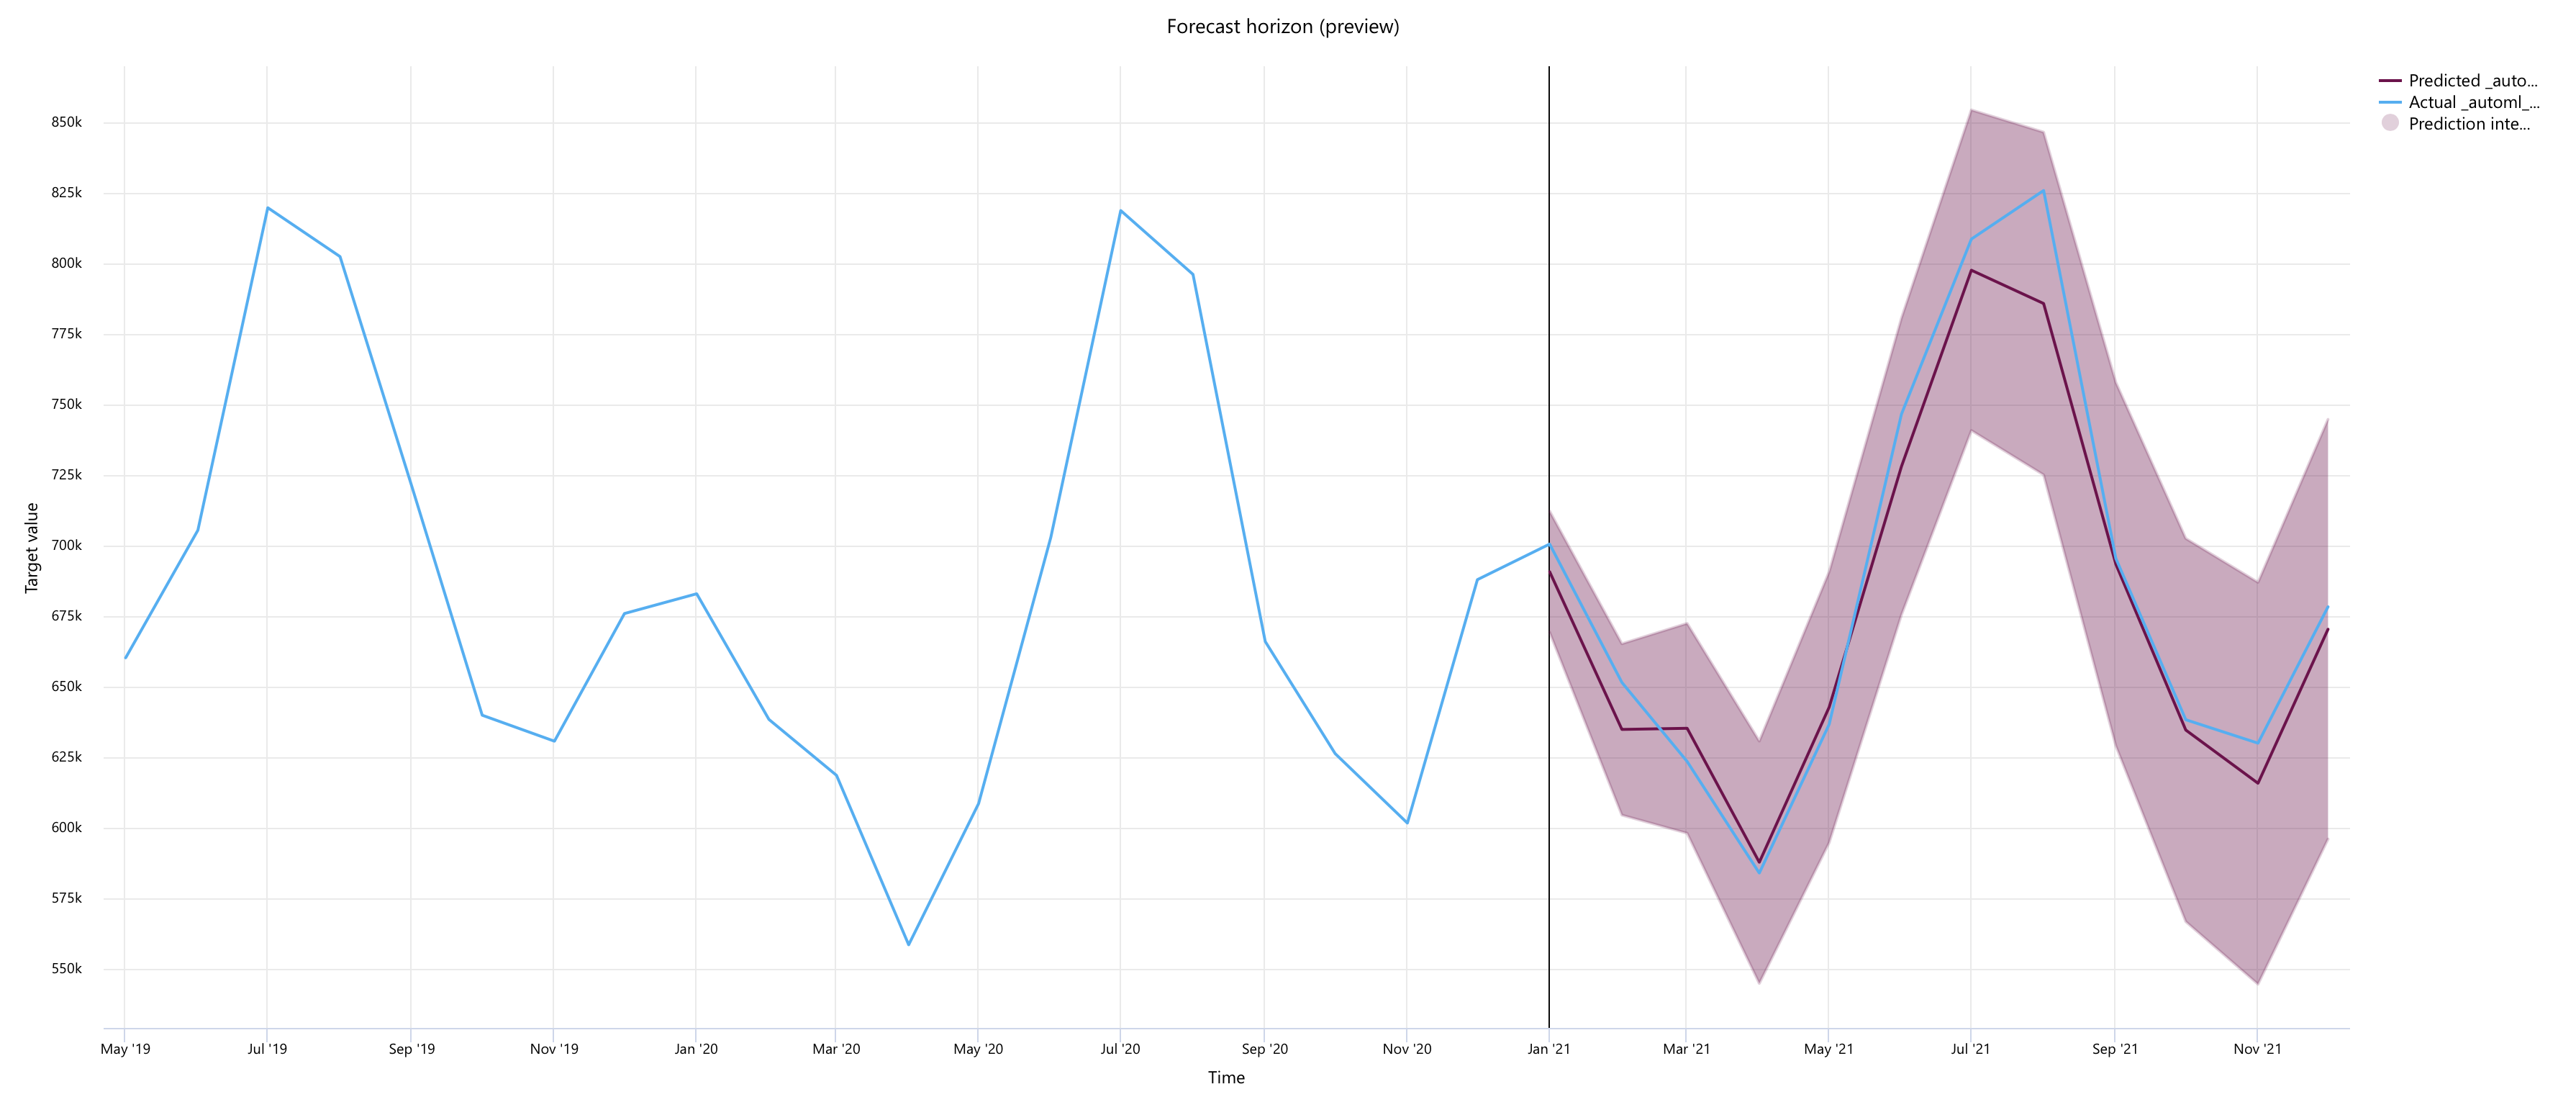 Forecast horizon (preview)
Predicted _auto...
Actual _automl_...
Prediction inte...
850k
825k
800k
775k
750k
725k
700k
675k
650k
625k
600k
575k
550k
Target value
May '19 Jul '19 Sep '19 Nov '19 Jan '20 Mar '20 May '20 Jul '20 Sep '20 Nov '20 Jan '21 Mar '21 May '21 Jul '21 Sep '21 Nov '21
Time